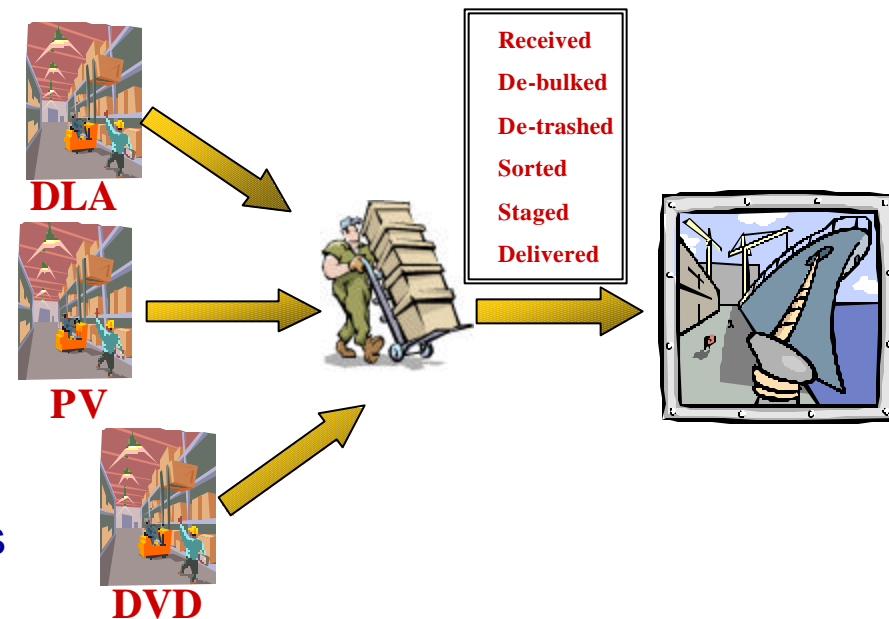 Received
De-bulked
De-trashed
Sorted
Staged
Delivered
DLA
PV
s
DVD